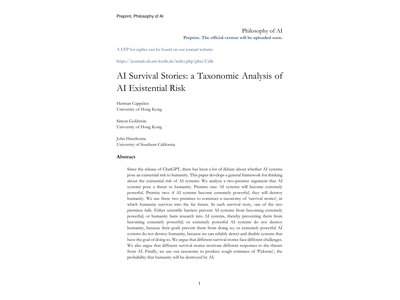 Preprint, Philosophy of AI
Philosophy of AI
Preprint. The official version will be uploaded soon.
A CFP for replies can be found on our journal website:
AI Survival Stories: a Taxonomic Analysis of
AI Existential Risk
Herman Cappelen
University of Hong Kong
Simon Goldstein
University of Hong Kong
John Hawthorne
University of Southern California
Abstract
Since the release of ChatGPT, there has been a lot of debate about whether AI systems
pose an existential risk to humanity. This paper develops a general framework for thinking
about the existential risk of AI systems. We analyze a two-premise argument that AI
systems pose a threat to humanity. Premise one: AI systems will become extremely
powerful. Premise two: if AI systems become extremely powerful, they will destroy
humanity. We use these two premises to construct a taxonomy of 'survival stories', in
which humanity survives into the far future. In each survival story, one of the two
premises fails. Either scientific barriers prevent AI systems from becoming extremely
powerful; or humanity bans research into AI systems, thereby preventing them from
becoming extremely powerful; or extremely powerful AI systems do not destroy
humanity, because their goals prevent them from doing so; or extremely powerful AI
systems do not destroy humanity, because we can reliably detect and disable systems that
have the goal of doing so. We argue that different survival stories face different challenges.
We also argue that different survival stories motivate different responses to the threats
from AI. Finally, we use our taxonomy to produce rough estimates of 'P(doom)', the
probability that humanity will be destroyed by AI.
1